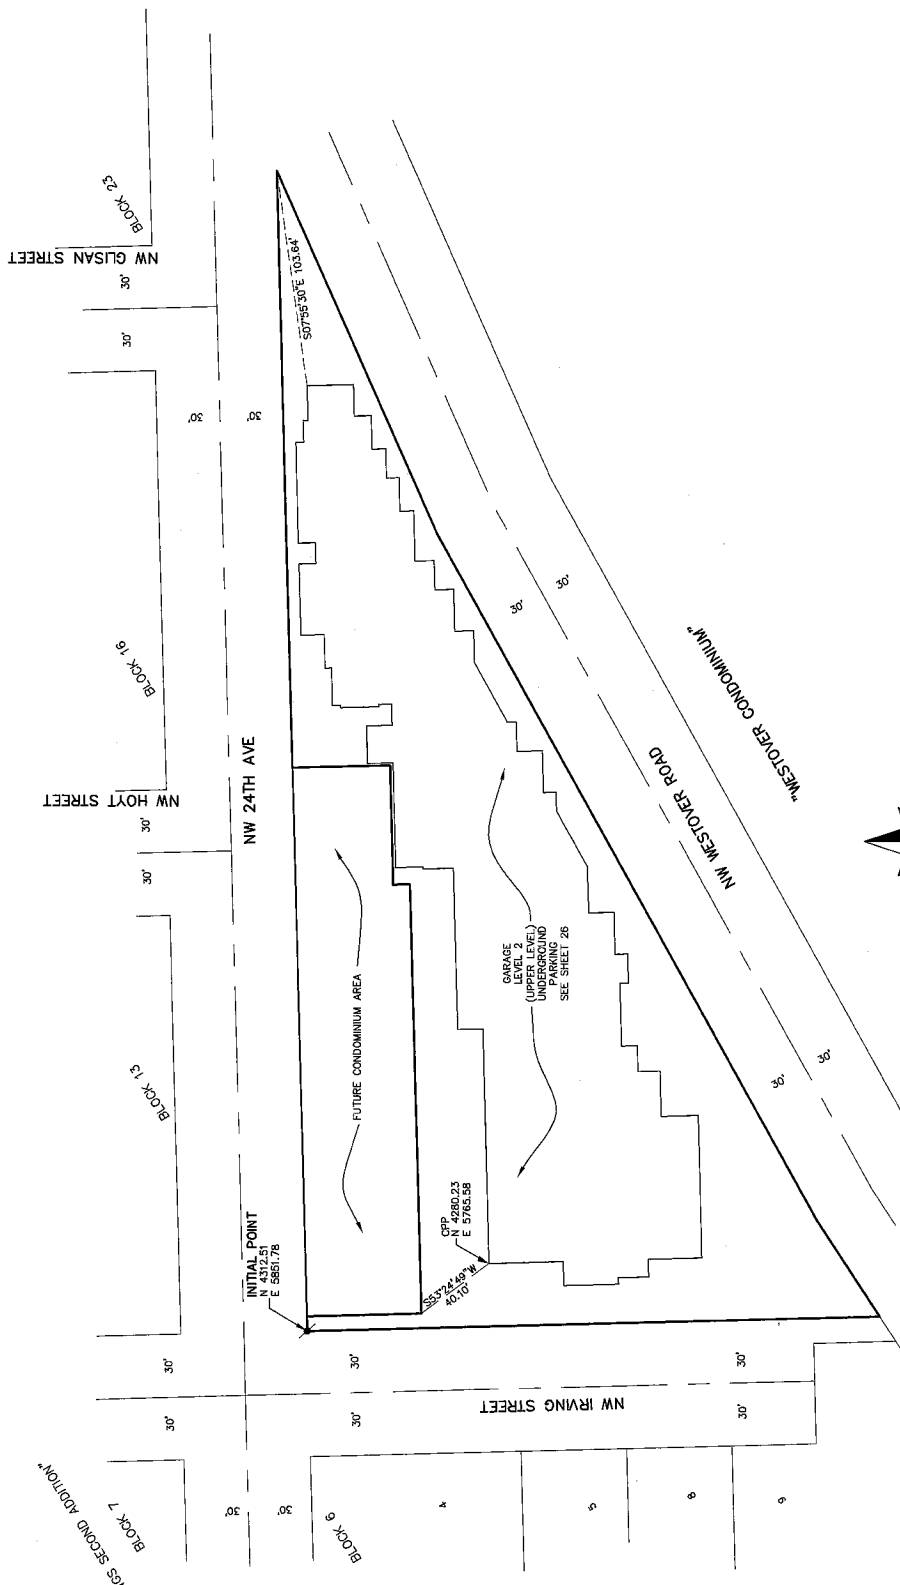 BLOCK 23
NW GLISAN STREET
30'
30'
S07°55'30"E 103.64'
30'
30'
BLOCK 16
30'
30'
NW HOYT STREET
NW 24TH AVE
30'
30'
"WESTOVER CONDOMINIUM"
NW WESTOVER ROAD
GARAGE
LEVEL 2
(UPPER LEVEL)
UNDERGROUND
PARKING
SEE SHEET 26
FUTURE CONDOMINIUM AREA
BLOCK 13
30'
30'
INITIAL POINT
N 4312.51
E 5851.78
CPP
N 4280.23
E 5765.58
S53°24'49"W
40.10'
30'
30'
30'
30'
30'
30'
NW IRVING STREET
GS SECOND ADDITION"
BLOCK 7
30'
30'
BLOCK 6
4
5
8
9